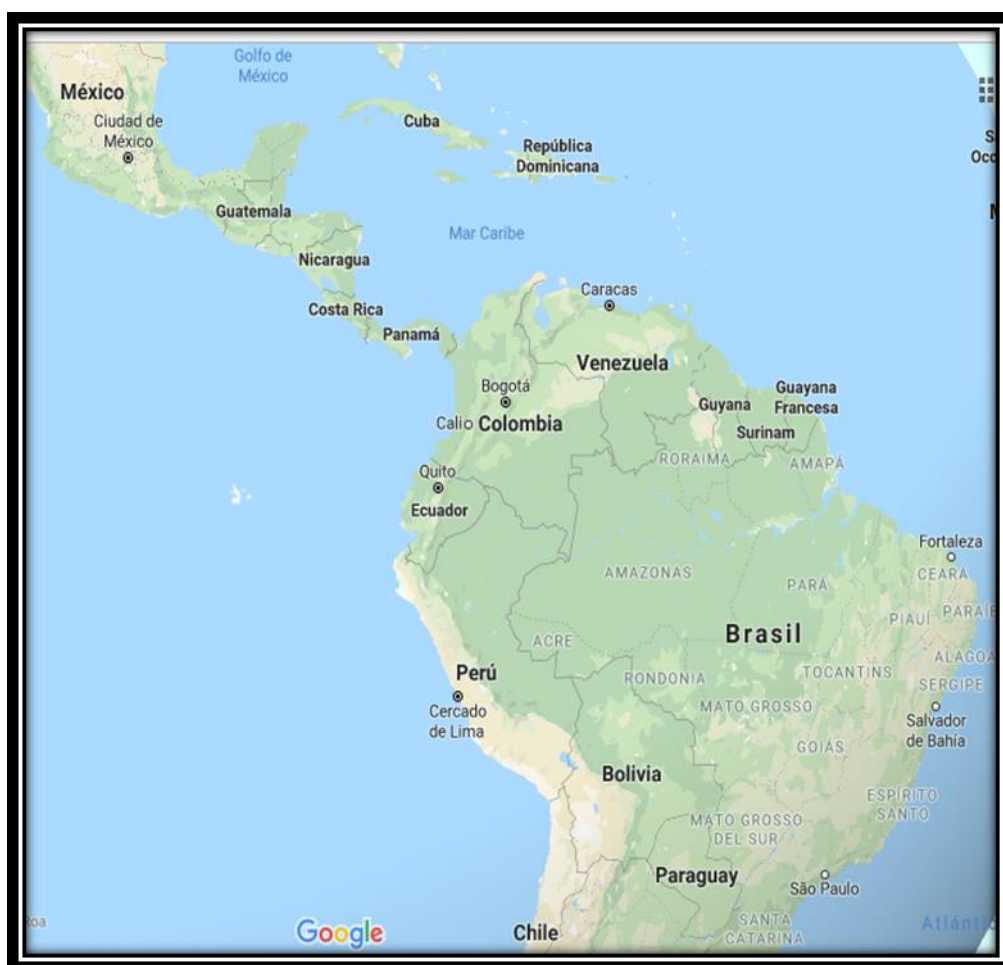 Golfo de
México
México
Ciudad de
México
Cuba
República
Dominicana
Guatemala
Mar Caribe
Nicaragua
Caracas
Costa Rica
Panamá
Venezuela
Bogotá
Guayana
Francesa
Guyana
Cali
Colombia
Surinam
RORAIMA
AMAPÁ
Quito
Ecuador
Fortaleza
AMAZONAS
CEARÁ
PARÁ
PIAUÍ
Brasil
ACRE
TOCANTINS
Perú
RONDONIA
SERGIPE
MATO GROSSO
Cercado
de Lima
Salvador
de Bahía
GOIÁS
Bolivia
ESPÍRITO
SANTO
MATO GROSSO
DEL SUR
Paraguay
São Paulo
SANTA
CATARINA
Google
Chile